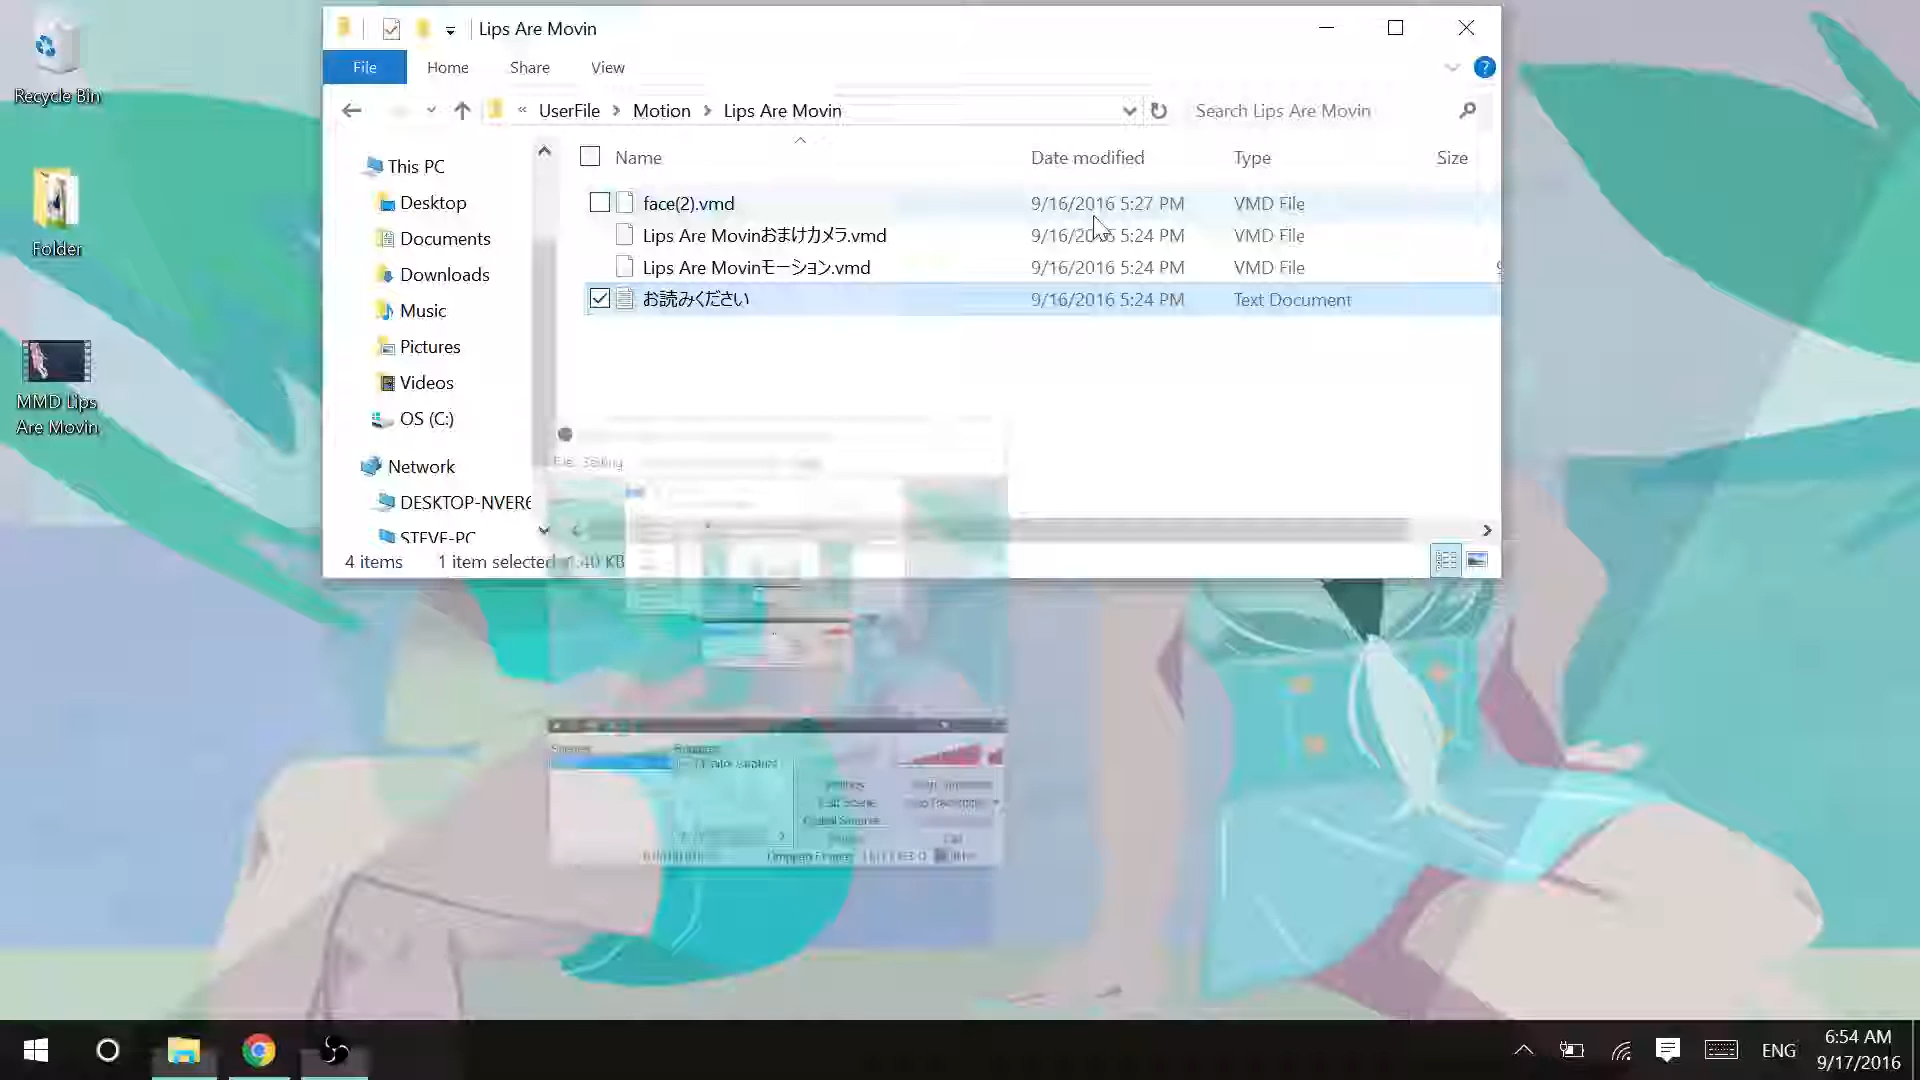 Recycle Bin
Folder
MMD Lips
Are Movin
Lips Are Movin
File
Home
Share
View
?
«
UserFile
Motion
Lips Are Movin
Search Lips Are Movin
Name
Date modified
Type
Size
face(2).vmd
9/16/2016 5:27 PM
VMD File
Lips Are Movinおまけカメラ.vmd
9/16/2016 5:24 PM
VMD File
Lips Are Movinモーション.vmd
9/16/2016 5:24 PM
VMD File
お読みください
9/16/2016 5:24 PM
Text Document
This PC
Desktop
Documents
Downloads
Music
Pictures
Videos
OS (C:)
Network
DESKTOP-NVER6
STEVE-PC
4 items
1 item selected 1.40 KB
ENG
6:54 AM
9/17/2016